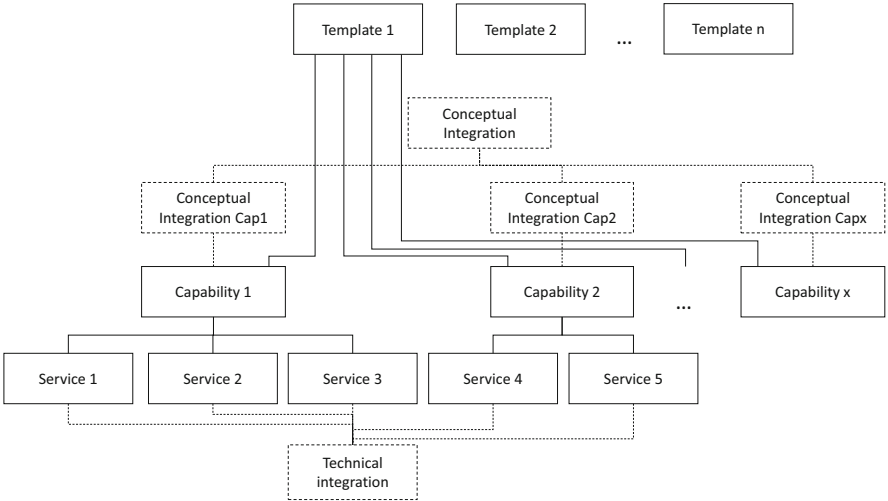 Template 1
Template 2
...
Template n
Conceptual
Integration
Conceptual
Integration Cap1
Conceptual
Integration Cap2
Conceptual
Integration Capx
Capability 1
Capability 2
...
Capability x
Service 1
Service 2
Service 3
Service 4
Service 5
Technical
integration